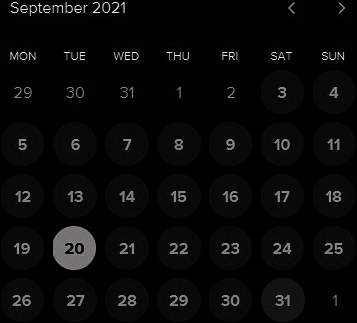 September 2021
MON TUE WED THU FRI SAT SUN
29 30 31 1 2 3 4
5 6 7 8 9 10 11
12 13 14 15 16 17 18
19 20 21 22 23 24 25
26 27 28 29 30 31 1